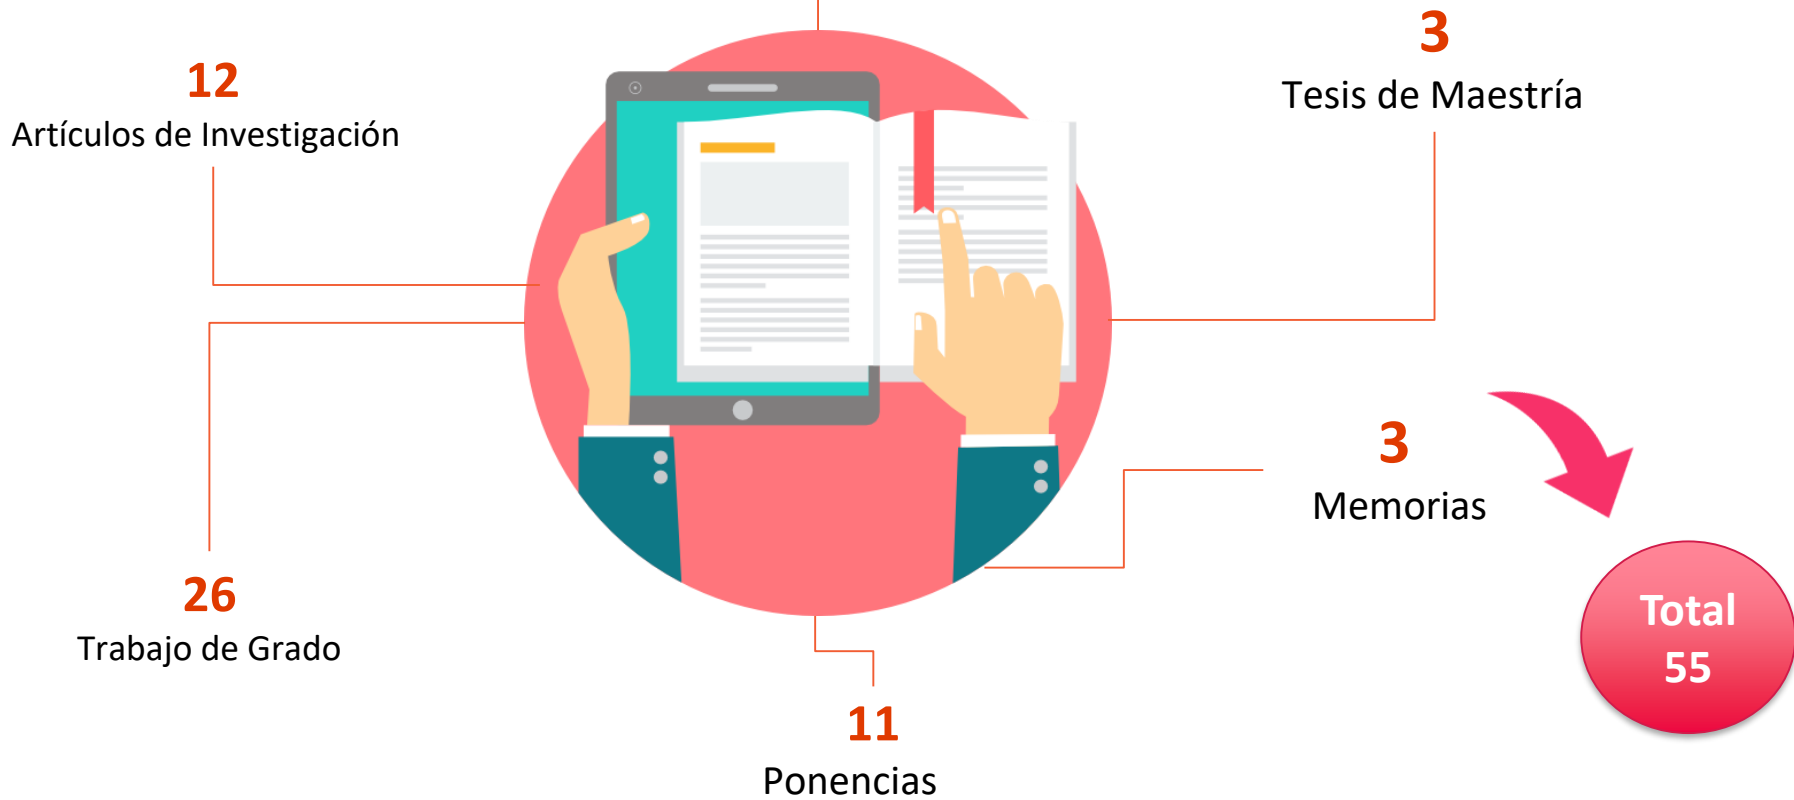 12
Artículos de Investigación
3
Tesis de Maestría
26
Trabajo de Grado
3
Memorias
11
Ponencias
Total
55